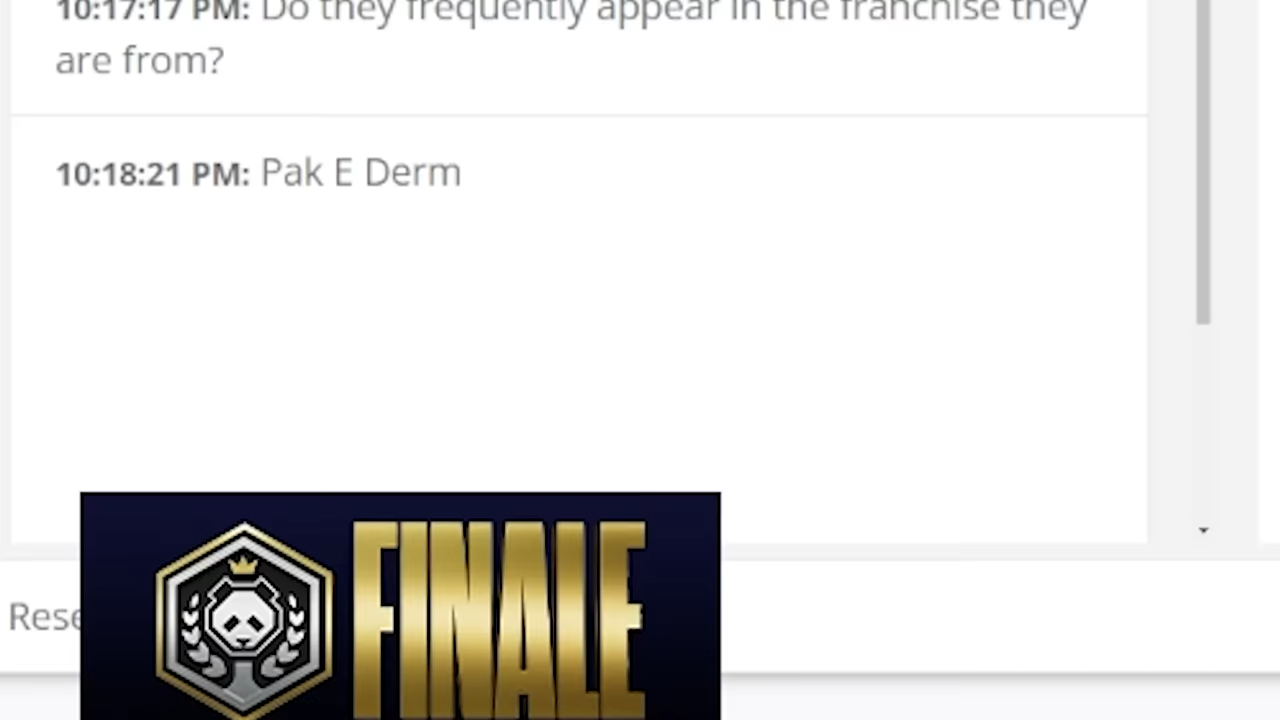 10:17:17 PM: Do they frequently appear in the franchise they
are from?
10:18:21 PM: Pak E Derm
Rese
FINALE